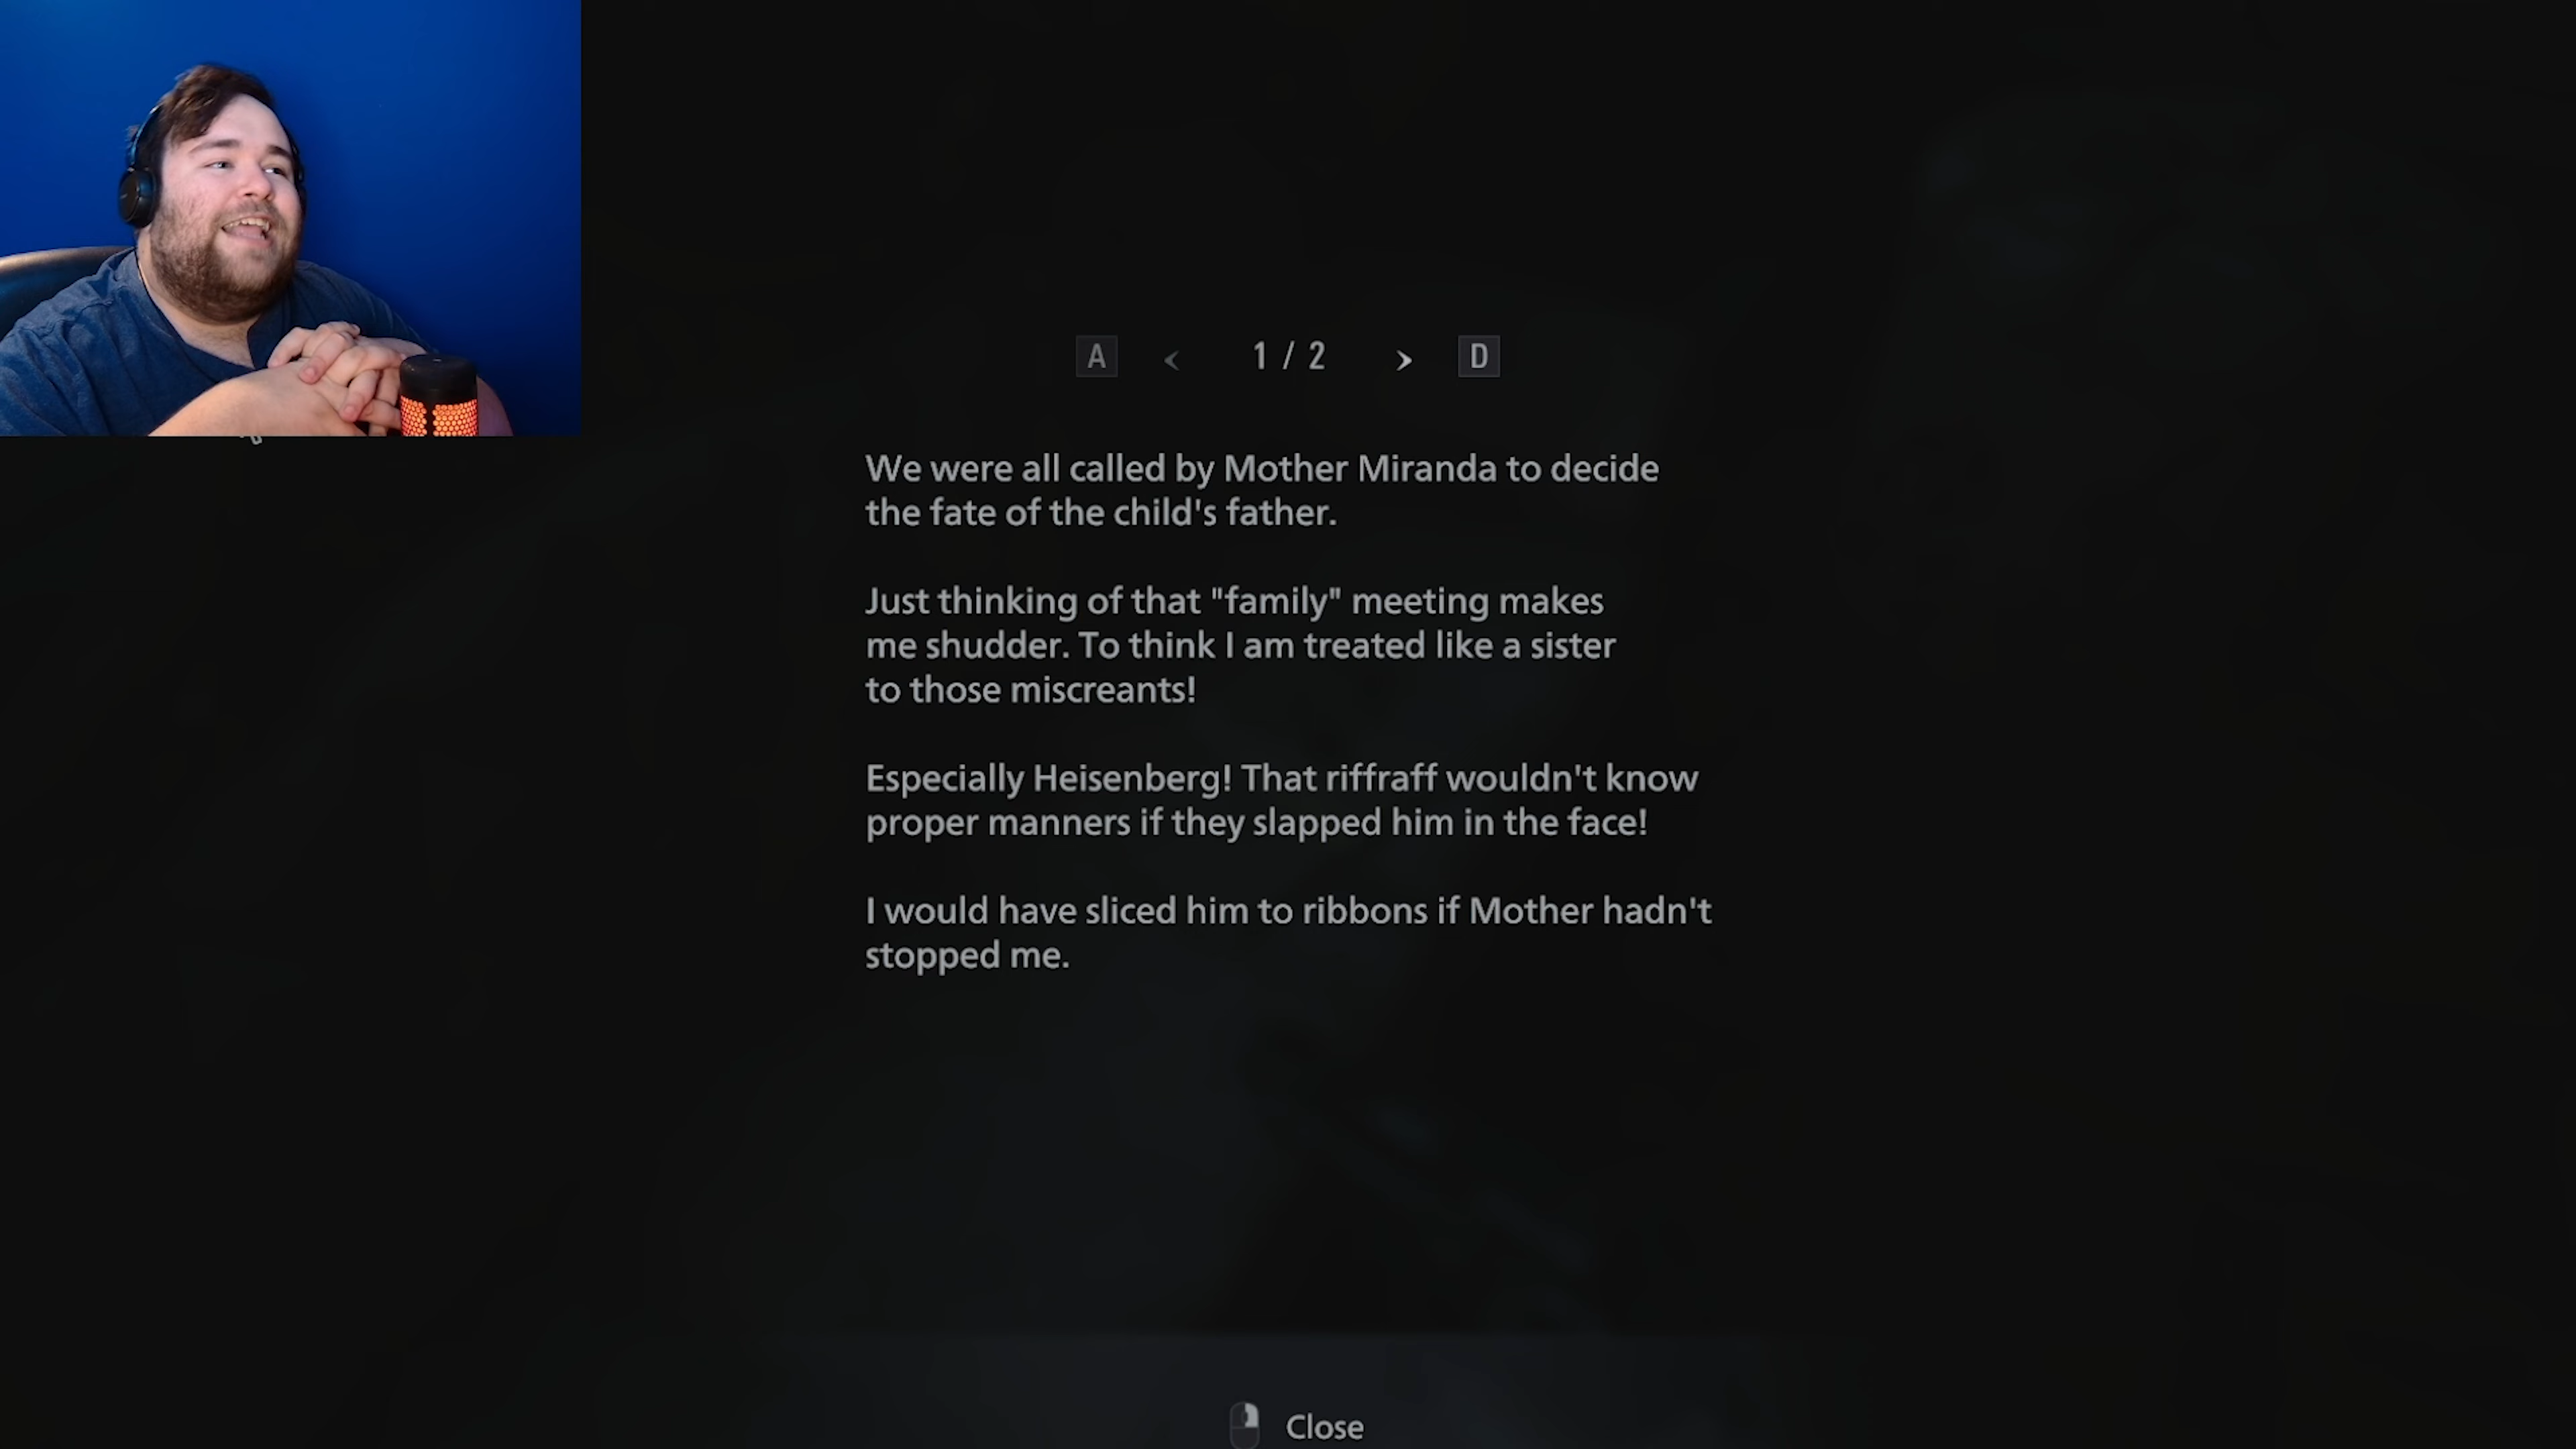 A < 1 / 2 > D
We were all called by Mother Miranda to decide
the fate of the child's father.
Just thinking of that "family" meeting makes
me shudder. To think I am treated like a sister
to those miscreants!
Especially Heisenberg! That riffraff wouldn't know
proper manners if they slapped him in the face!
I would have sliced him to ribbons if Mother hadn't
stopped me.
Close